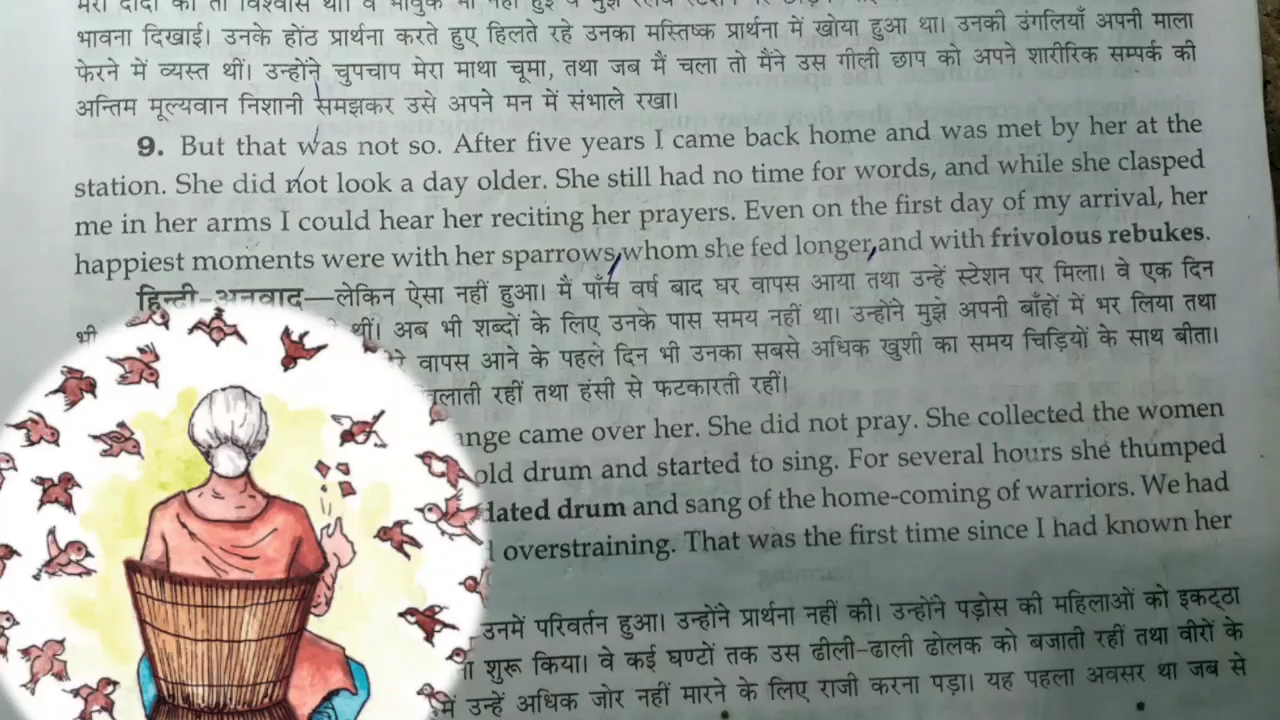 भावना दिखाई। उनके होंठ प्रार्थना करते हुए हिलते रहे उनका मस्तिष्क प्रार्थना में खोया हुआ था। उनकी उंगलियाँ अपनी माला
फेरने में व्यस्त थीं। उन्होंने चुपचाप मेरा माथा चूमा, तथा जब मैं चला तो मैंने उस गीली छाप को अपने शारीरिक सम्पर्क की
अन्तिम मूल्यवान निशानी समझकर उसे अपने मन में संभाले रखा।
9. But that was not so. After five years I came back home and was met by her at the
station. She did not look a day older. She still had no time for words, and while she clasped
me in her arms I could hear her reciting her prayers. Even on the first day of my arrival, her
happiest moments were with her sparrows whom she fed longer, and with frivolous rebukes.
हिन्दी-अनुवाद—लेकिन ऐसा नहीं हुआ। मैं पाँच वर्ष बाद घर वापस आया तथा उन्हें स्टेशन पर मिला। वे एक दिन
भी थीं। अब भी शब्दों के लिए उनके पास समय नहीं था। उन्होंने मुझे अपनी बाँहों में भर लिया तथा
वापस आने के पहले दिन भी उनका सबसे अधिक खुशी का समय चिड़ियों के साथ बीता।
रहीं तथा हंसी से फटकारती रहीं।
came over her. She did not pray. She collected the women
old drum and started to sing. For several hours she thumped
drum and sang of the home-coming of warriors. We had
overstraining. That was the first time since I had known her
उनमें परिवर्तन हुआ। उन्होंने प्रार्थना नहीं की। उन्होंने पड़ोस की महिलाओं को इकट्ठा
शुरू किया। वे कई घण्टों तक उस ढीली-ढाली ढोलक को बजाती रहीं तथा वीरों के
उन्हें अधिक जोर नहीं मारने के लिए राजी करना पड़ा। यह पहला अवसर था जब से